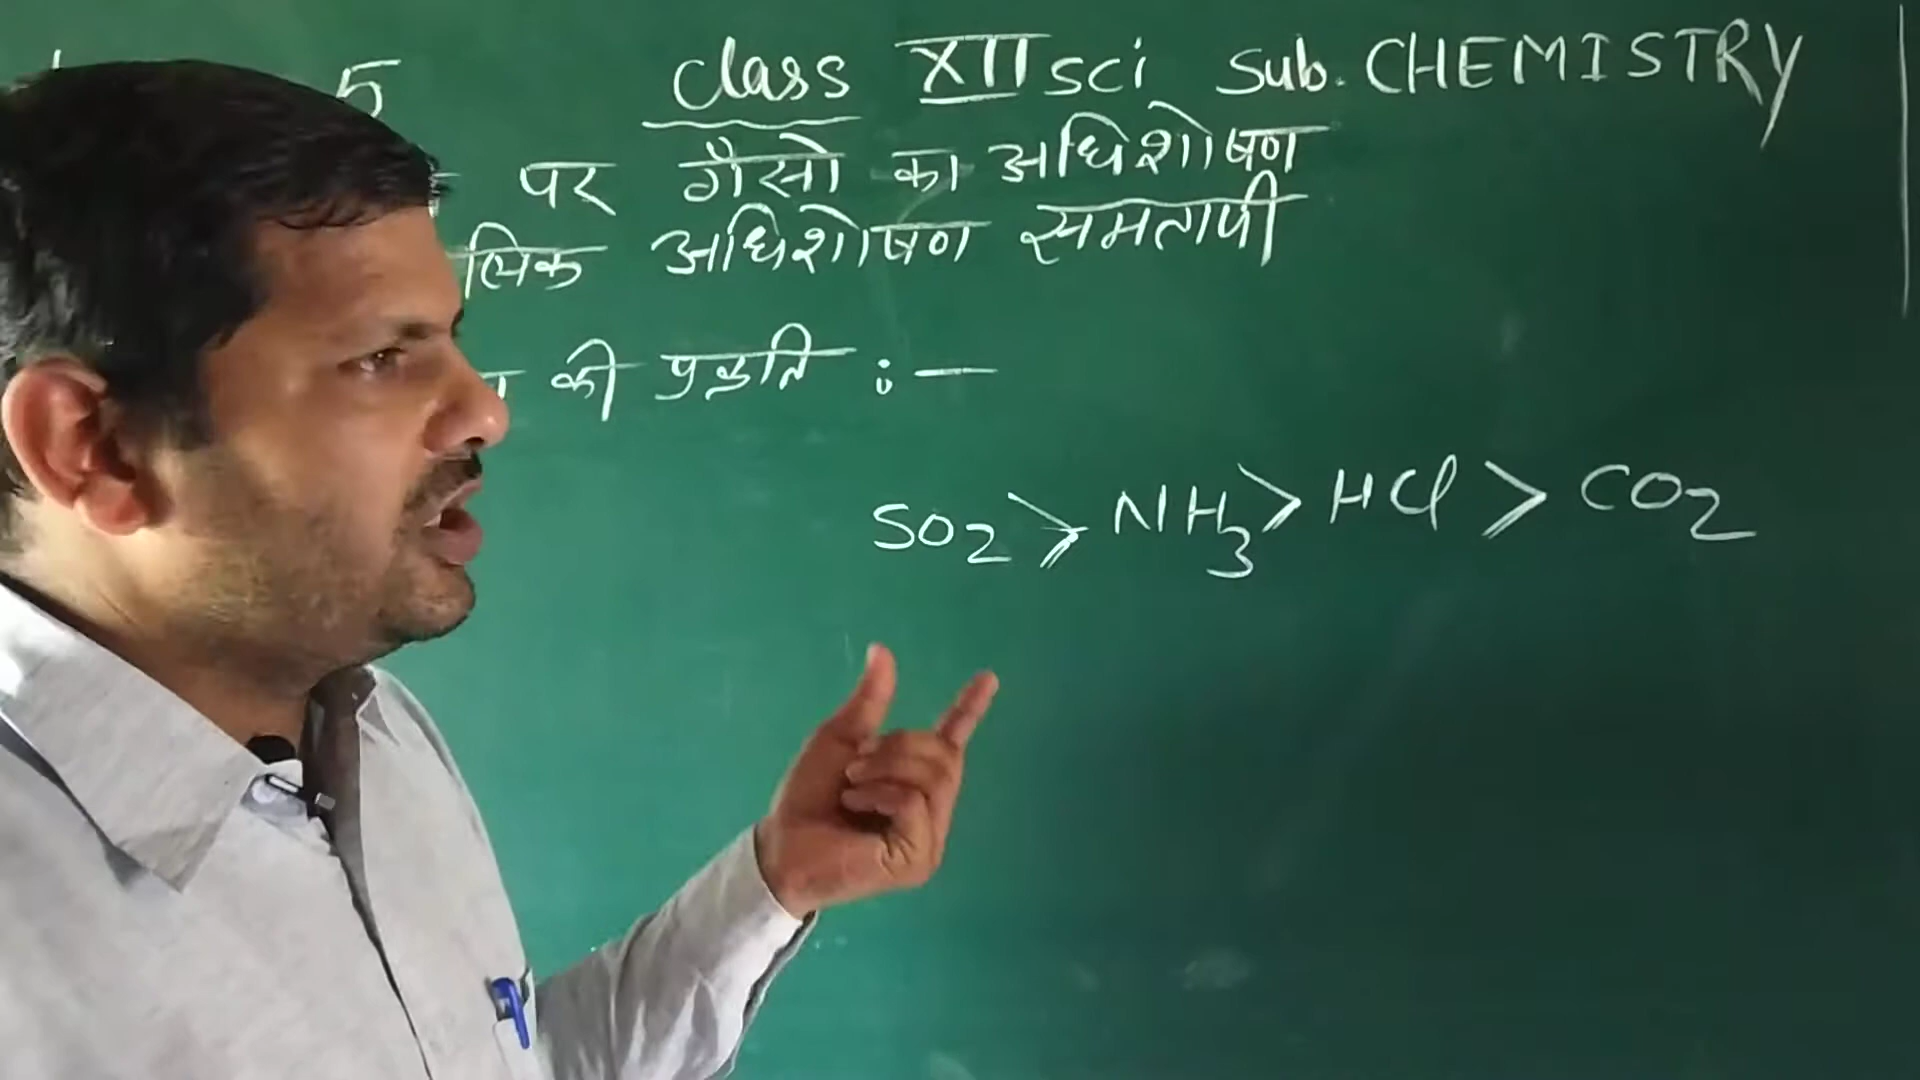 5 class XII sci Sub. CHEMISTRY
पर गैसो का अधिशोषण
अधिशोषण समतापी
की प्रकृति :—
SO2 > NH3 > HCl > CO2